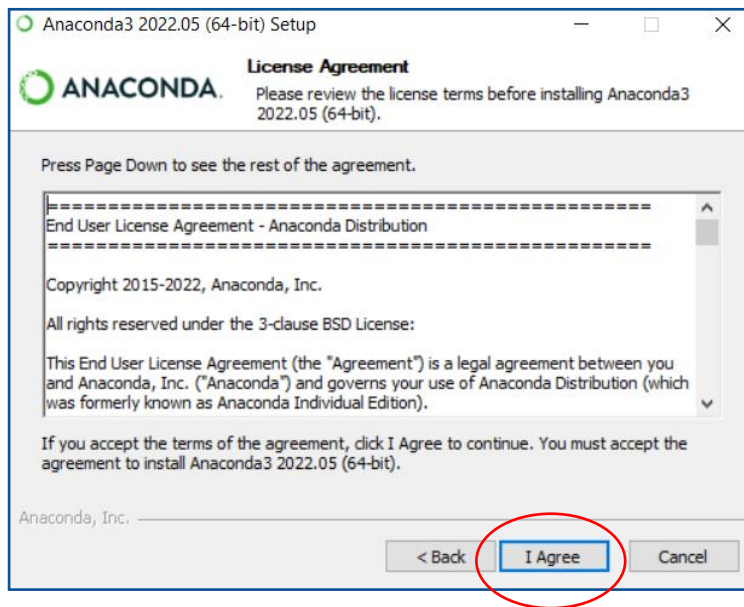 Anaconda3 2022.05 (64-bit) Setup
ANACONDA.
License Agreement
Please review the license terms before installing Anaconda3
2022.05 (64-bit).
Press Page Down to see the rest of the agreement.
==================================================
End User License Agreement - Anaconda Distribution
==================================================
Copyright 2015-2022, Anaconda, Inc.
All rights reserved under the 3-clause BSD License:
This End User License Agreement (the "Agreement") is a legal agreement between you
and Anaconda, Inc. ("Anaconda") and governs your use of Anaconda Distribution (which
was formerly known as Anaconda Individual Edition).
If you accept the terms of the agreement, click I Agree to continue. You must accept the
agreement to install Anaconda3 2022.05 (64-bit).
Anaconda, Inc.
< Back
I Agree
Cancel